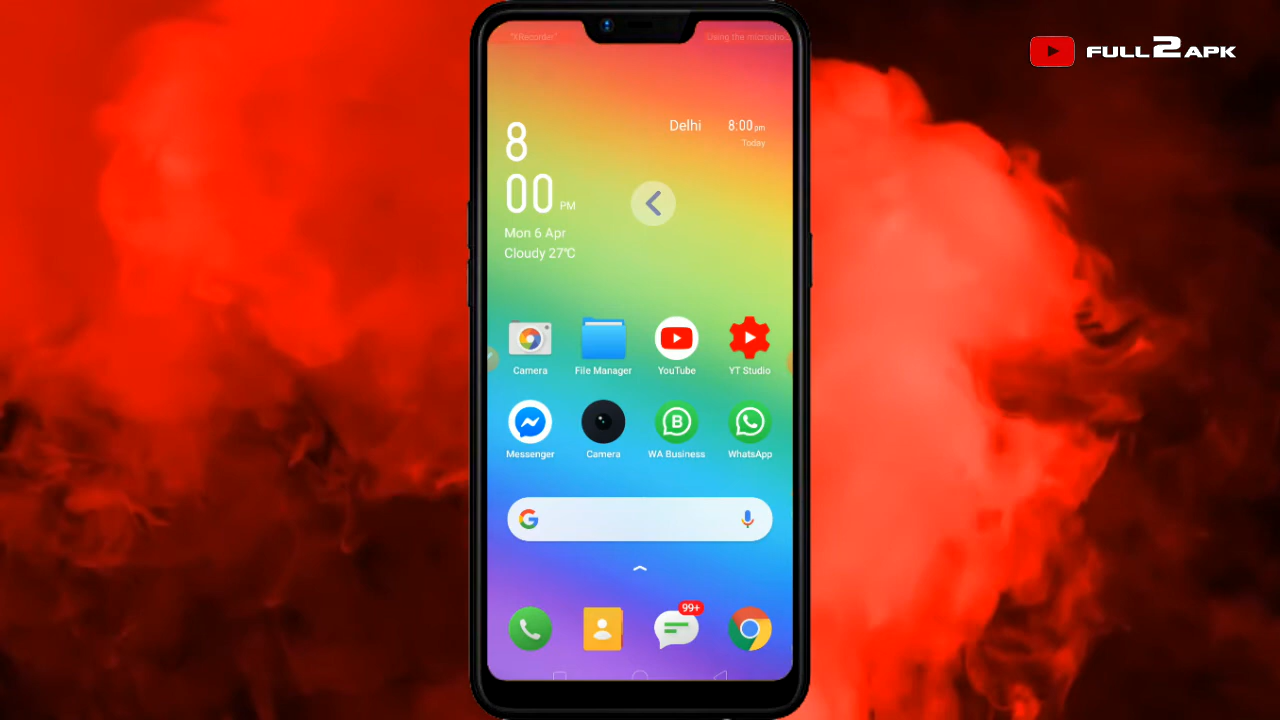 "XRecorder"
"Using the micropho...
FULL2APK
Delhi
8:00 pm
Today
8
00 PM
Mon 6 Apr
Cloudy 27°C
Camera
File Manager
YouTube
YT Studio
Messenger
Camera
WA Business
WhatsApp
B
G
99+